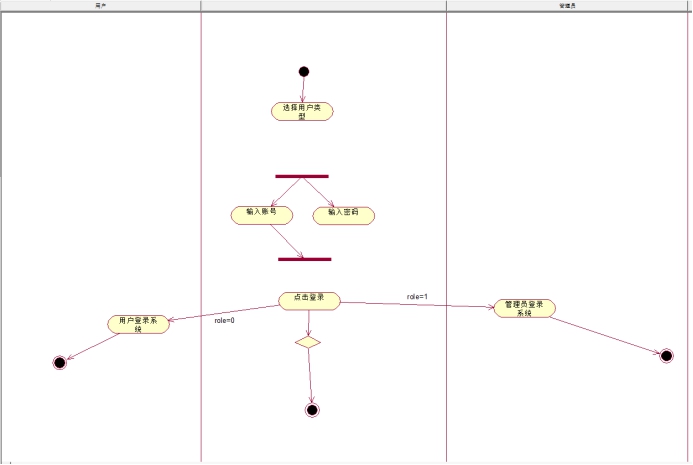 用户
管理员
选择用户类
型
输入账号
输入密码
点击登录
role=1
管理员登录
系统
用户登录系
统
role=0